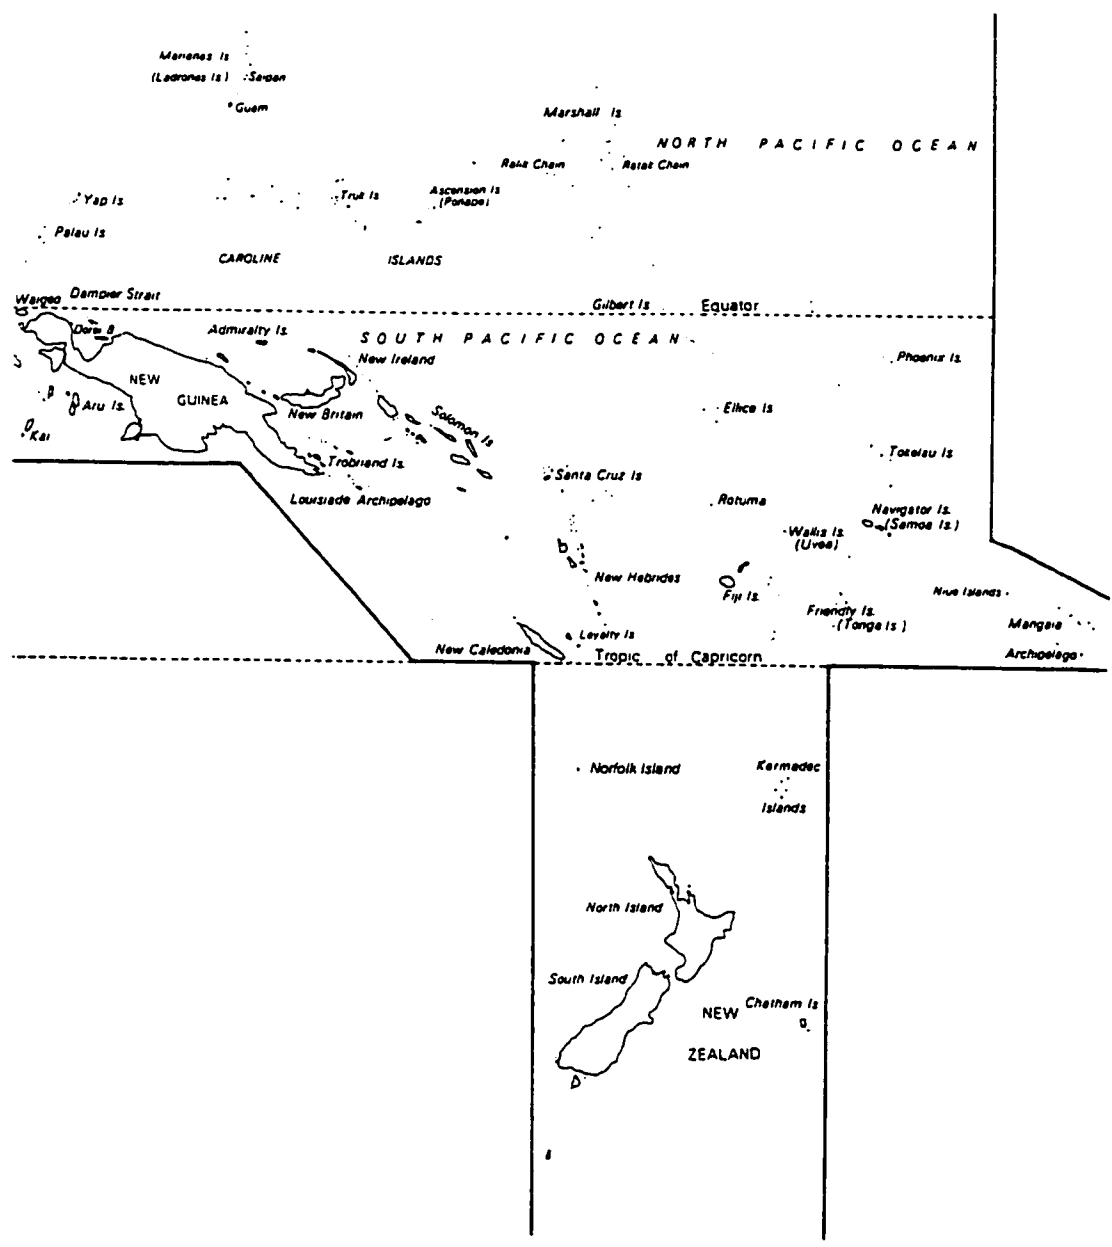 Marianas Is
(Ladrones Is)
Saipan
Guam
Marshall Is
NORTH PACIFIC OCEAN
Ralik Chain
Ratak Chain
Yap Is
Truk Is
Ascension Is
(Ponape)
Palau Is
CAROLINE ISLANDS
Waigeo
Dampier Strait
Gilbert Is
Equator
Dorei B
Admiralty Is.
SOUTH PACIFIC OCEAN
New Ireland
Phoenix Is.
NEW
GUINEA
Aru Is.
New Britain
Solomon Is
Ellice Is
Kai
Trobriand Is.
Tokelau Is
Louisiade Archipelago
Santa Cruz Is
Rotuma
Navigator Is.
(Samoa Is.)
Wallis Is.
(Uvea)
New Hebrides
Fiji Is.
Niue Islands
Friendly Is.
(Tonga Is)
Mangaia
Archipelago
Loyalty Is
New Caledonia
Tropic of Capricorn
Norfolk Island
Kermadec
Islands
North Island
South Island
Chatham Is
NEW
ZEALAND